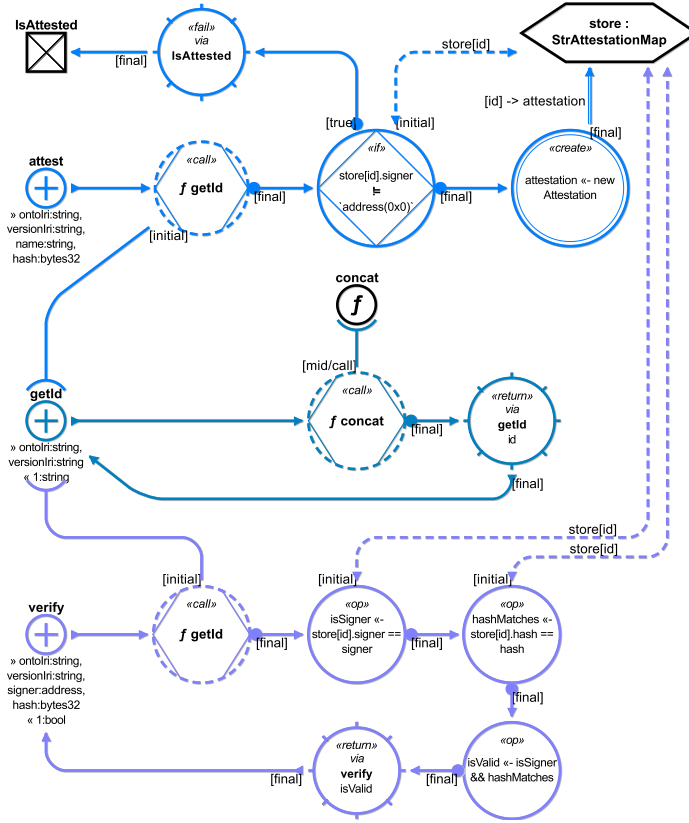 IsAttested
«fail»
via
IsAttested
[final]
store[id]
store :
StrAttestationMap
[id] -> attestation
[true]
[initial]
[final]
attest
«call»
ƒ getId
[final]
«if»
store[id].signer
!=
`address(0x0)`
[final]
«create»
attestation «- new
Attestation
» ontoIri:string,
versionIri:string,
name:string,
hash:bytes32
[initial]
concat
ƒ
[mid/call]
getId
«call»
ƒ concat
[final]
«return»
via
getId
id
» ontoIri:string,
versionIri:string
« 1:string
[final]
store[id]
store[id]
[initial]
[initial]
[initial]
verify
«call»
ƒ getId
[final]
«op»
isSigner «-
store[id].signer ==
signer
[final]
«op»
hashMatches «-
store[id].hash ==
hash
» ontoIri:string,
versionIri:string,
signer:address,
hash:bytes32
« 1:bool
[final]
«return»
via
verify
isValid
[final]
«op»
isValid «- isSigner
&& hashMatches
[final]